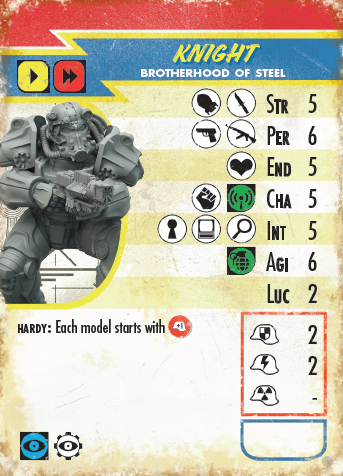 KNIGHT
BROTHERHOOD OF STEEL
STR 5
PER 6
END 5
CHA 5
INT 5
AGI 6
LUC 2
HARDY: Each model starts with +1
2
2
-